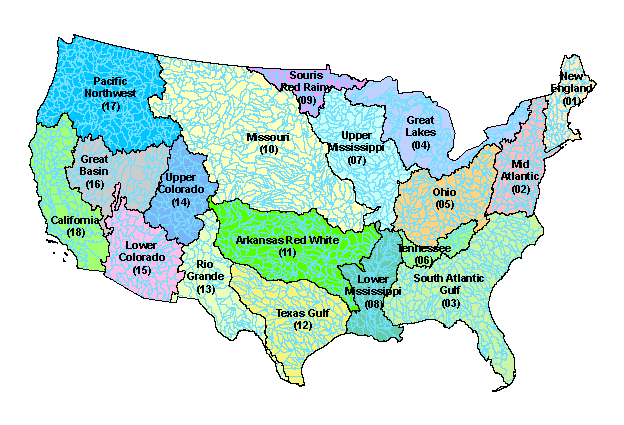 Pacific
Northwest
(17)
Souris
Red Rainy
(09)
New
England
(01)
Missouri
(10)
Upper
Mississippi
(07)
Great
Lakes
(04)
Great
Basin
(16)
Upper
Colorado
(14)
Mid
Atlantic
(02)
Ohio
(05)
California
(18)
Lower
Colorado
(15)
Arkansas Red White
(11)
Tennessee
(06)
Rio
Grande
(13)
Lower
Mississippi
(08)
South Atlantic
Gulf
(03)
Texas Gulf
(12)